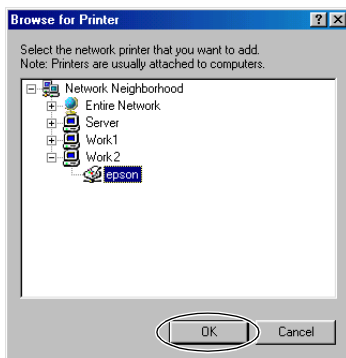 Browse for Printer
Select the network printer that you want to add.
Note: Printers are usually attached to computers.
Network Neighborhood
Entire Network
Server
Work1
Work2
epson
OK Cancel